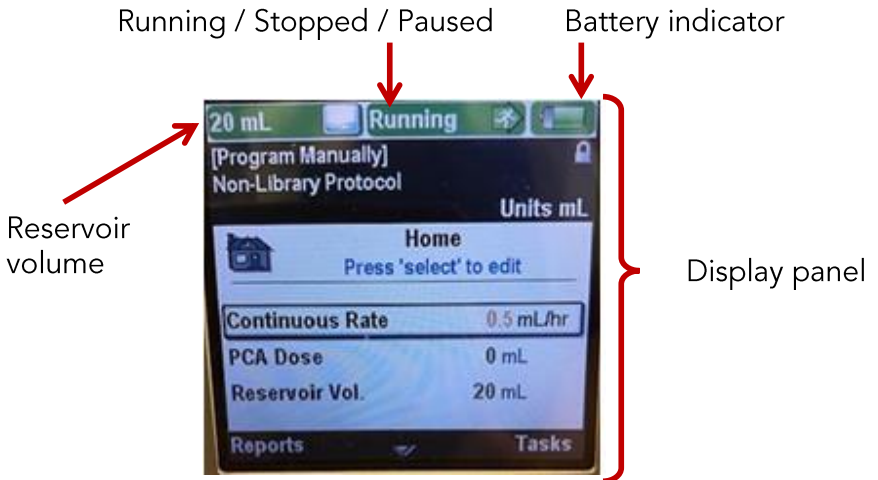 Running / Stopped / Paused
Battery indicator
20 mL
Running
[Program Manually]
Non-Library Protocol
Units mL
Reservoir
volume
Display panel
Home
Press 'select' to edit
Continuous Rate 0.5 mL/hr
PCA Dose 0 mL
Reservoir Vol. 20 mL
Reports
Tasks